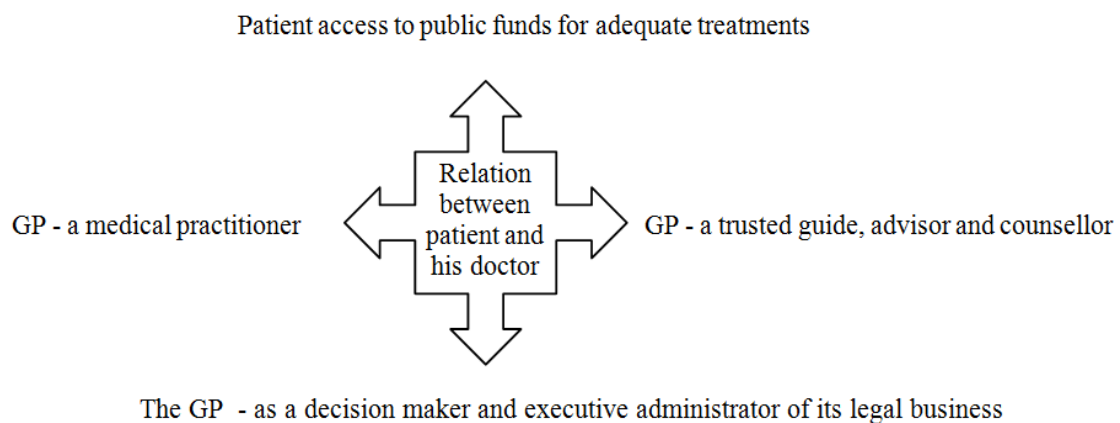 Patient access to public funds for adequate treatments
GP - a medical practitioner
Relation
between
patient and
his doctor
GP - a trusted guide, advisor and counsellor
The GP - as a decision maker and executive administrator of its legal business